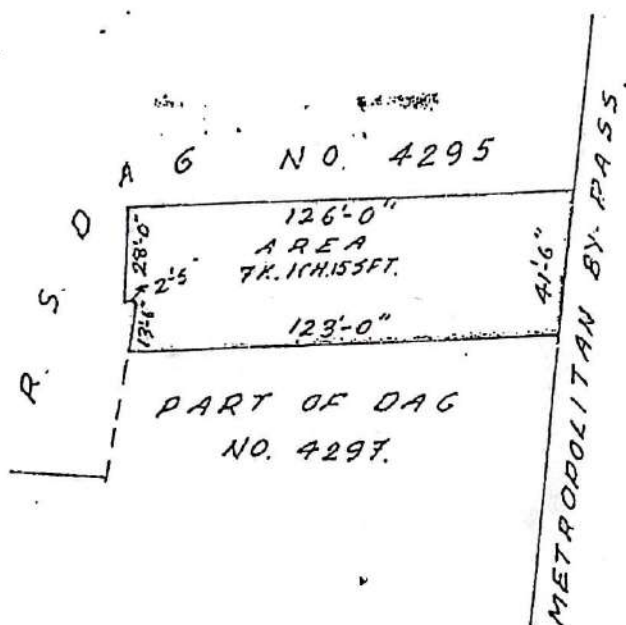 R. S. DAG NO. 4295
126'-0"
AREA
7K. 1CH. 15SFT.
28'-0"
2'-5"
13'-6"
41'-6"
123'-0"
PART OF DAG
NO. 4297.
METROPOLITAN BY-PASS.